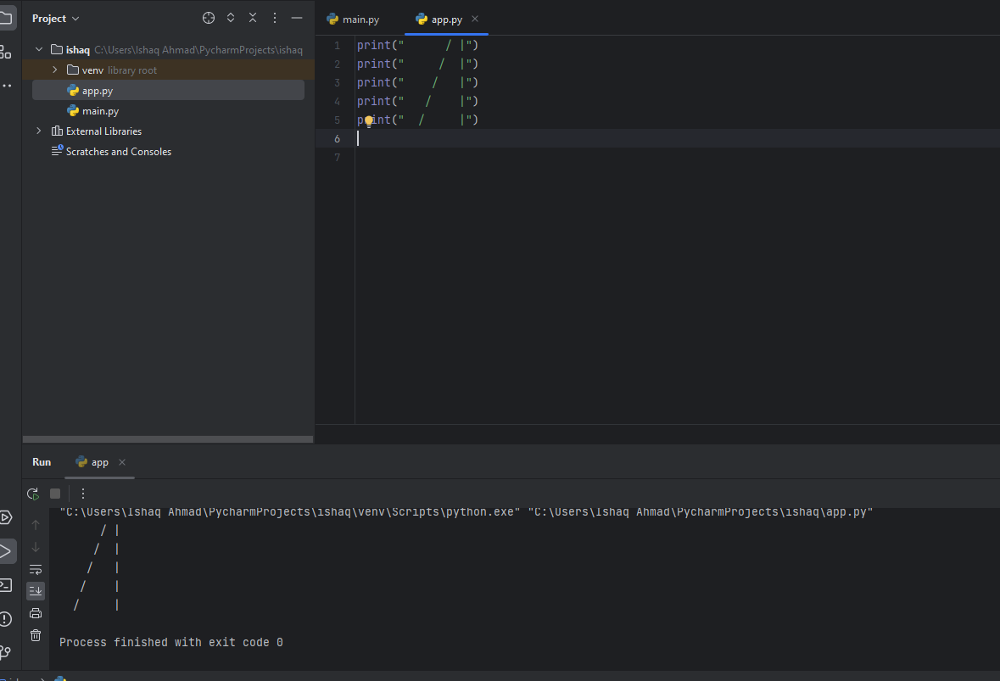 Project
ishaq C:\Users\Ishaq Ahmad\PycharmProjects\ishaq
venv library root
app.py
main.py
External Libraries
Scratches and Consoles
main.py
app.py
1 print("      / |")
2 print("     /  |")
3 print("    /   |")
4 print("   /    |")
5 print("  /     |")
6
7
Run
app
"C:\Users\Ishaq Ahmad\PycharmProjects\ishaq\venv\Scripts\python.exe" "C:\Users\Ishaq Ahmad\PycharmProjects\ishaq\app.py"
      / |
     /  |
    /   |
   /    |
  /     |
Process finished with exit code 0